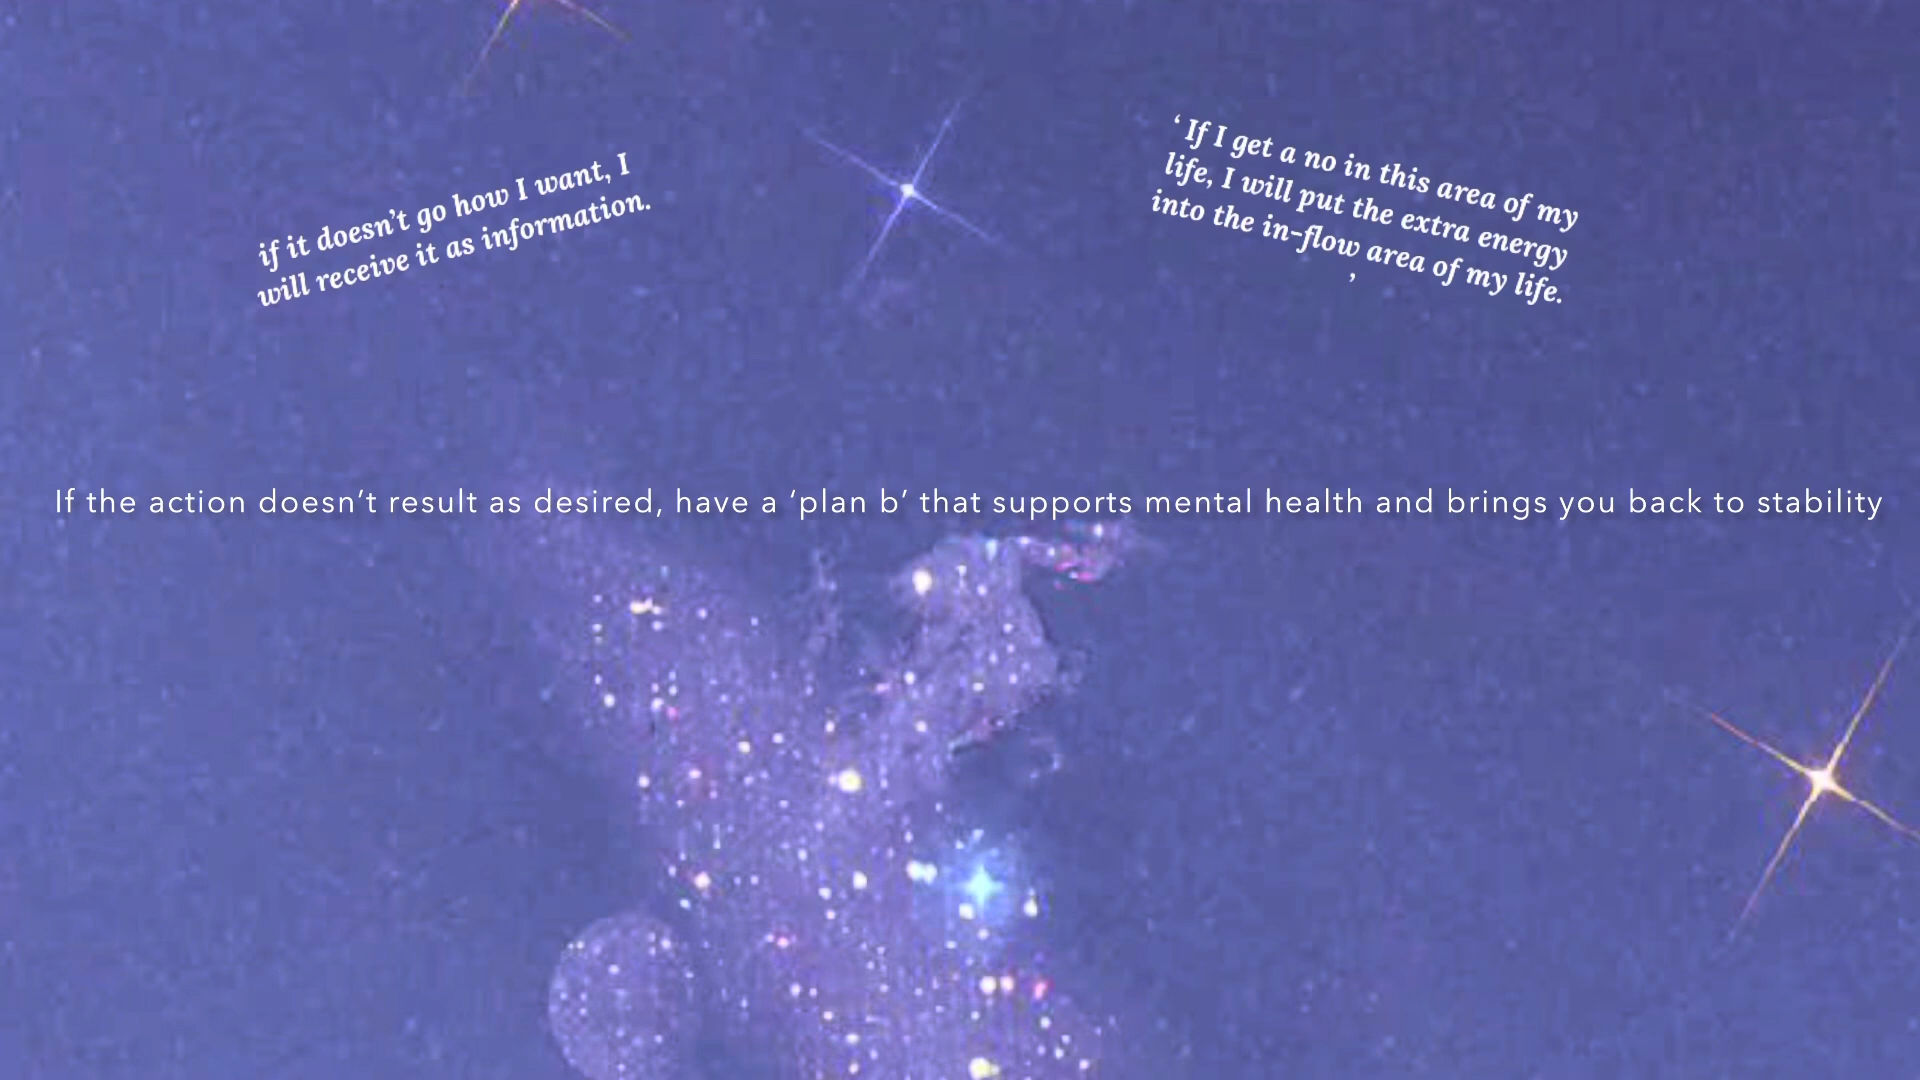 if it doesn’t go how I want, I
will receive it as information.
‘ If I get a no in this area of my
life, I will put the extra energy
into the in-flow area of my life.
’
If the action doesn’t result as desired, have a ‘plan b’ that supports mental health and brings you back to stability